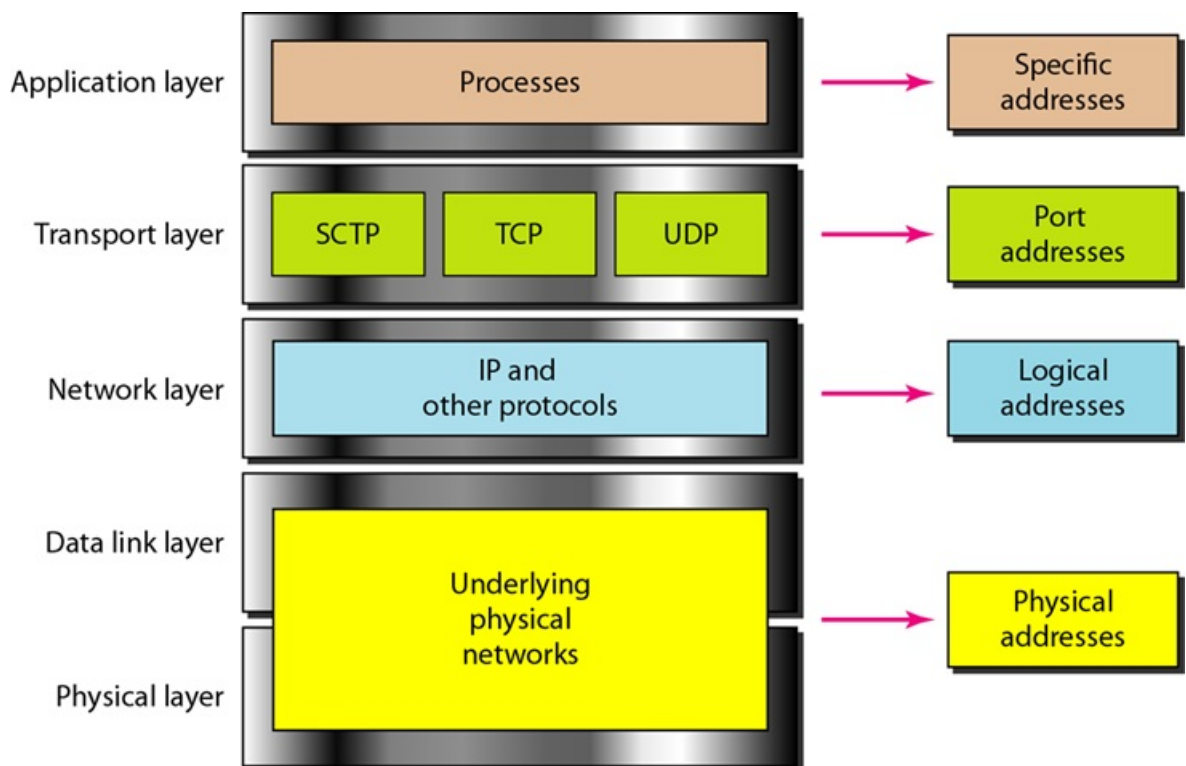 Application layer
Processes
Specific
addresses
Transport layer
SCTP
TCP
UDP
Port
addresses
Network layer
IP and
other protocols
Logical
addresses
Data link layer
Underlying
physical
networks
Physical
addresses
Physical layer